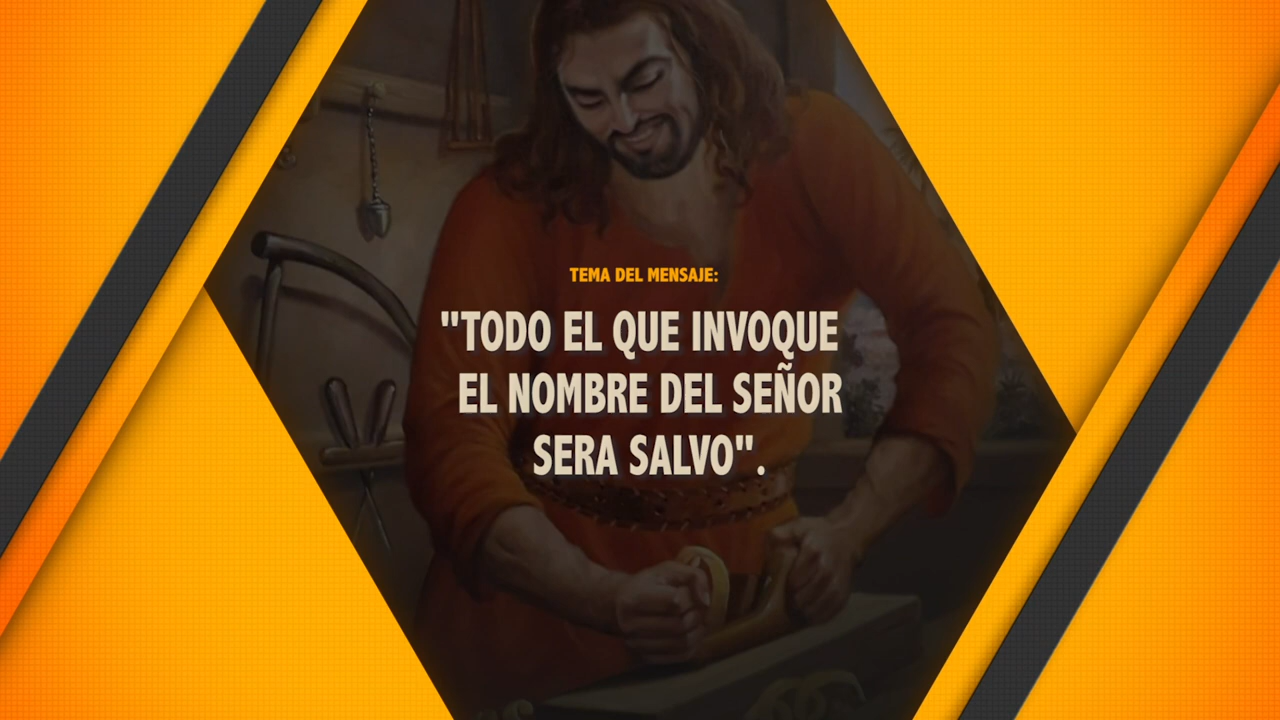 TEMA DEL MENSAJE:
"TODO EL QUE INVOQUE
EL NOMBRE DEL SEÑOR
SERA SALVO".